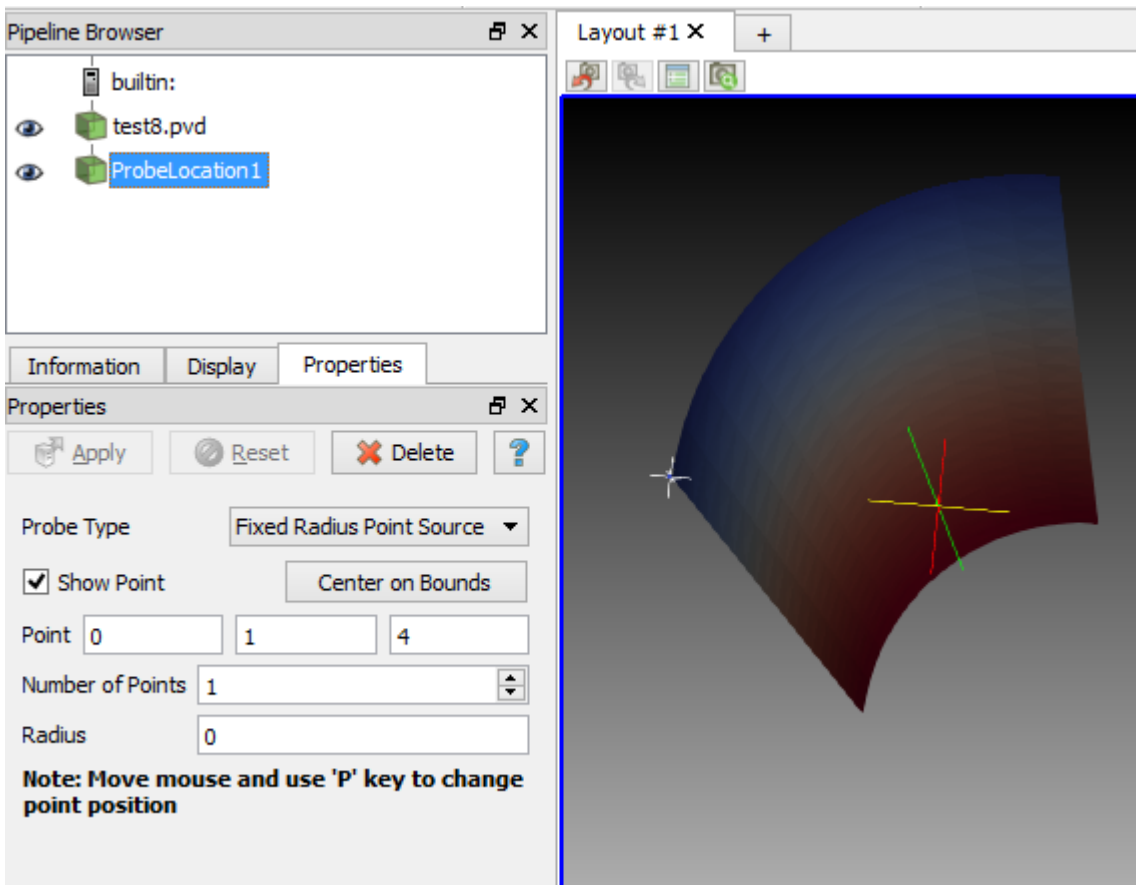 Pipeline Browser
builtin:
test8.pvd
ProbeLocation1
Information Display Properties
Properties
Apply Reset Delete ?
Probe Type Fixed Radius Point Source
Show Point Center on Bounds
Point 0 1 4
Number of Points 1
Radius 0
Note: Move mouse and use 'P' key to change
point position
Layout #1 +